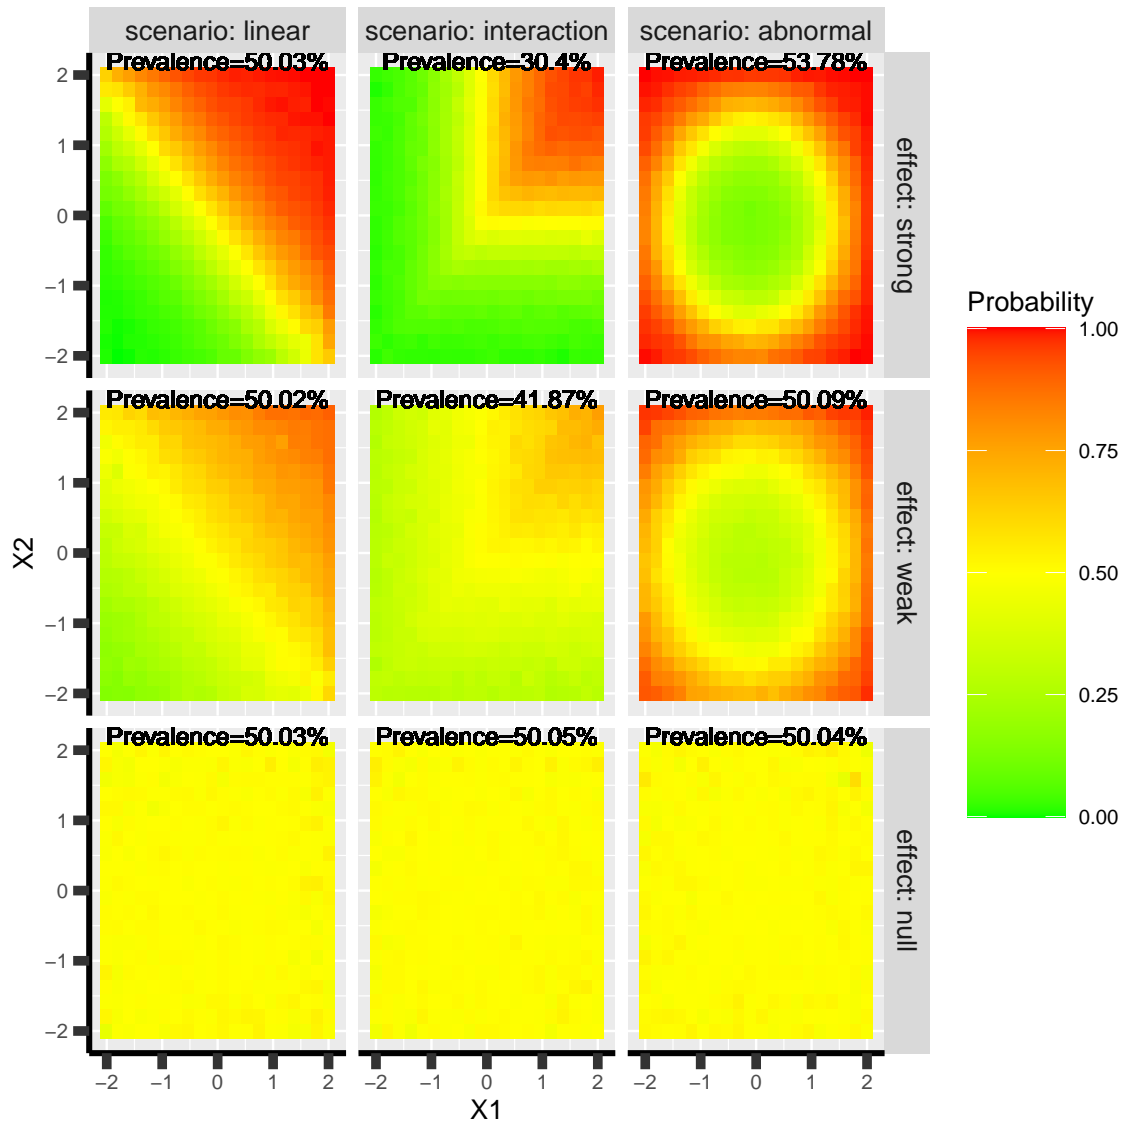 scenario: linear
scenario: interaction
scenario: abnormal
Prevalence=50.03%
Prevalence=30.4%
Prevalence=53.78%
2
1
0
−1
−2
effect: strong
Prevalence=50.02%
Prevalence=41.87%
Prevalence=50.09%
2
1
0
−1
−2
effect: weak
Prevalence=50.03%
Prevalence=50.05%
Prevalence=50.04%
2
1
0
−1
−2
effect: null
−2 −1 0 1 2
−2 −1 0 1 2
−2 −1 0 1 2
X1
X2
Probability
1.00
0.75
0.50
0.25
0.00